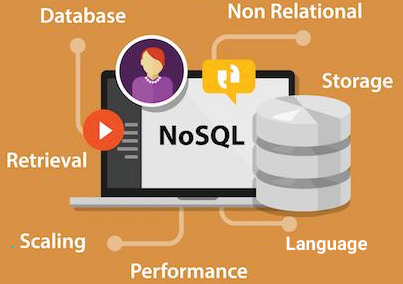 Database
Non Relational
Storage
NoSQL
Retrieval
Scaling
Language
Performance